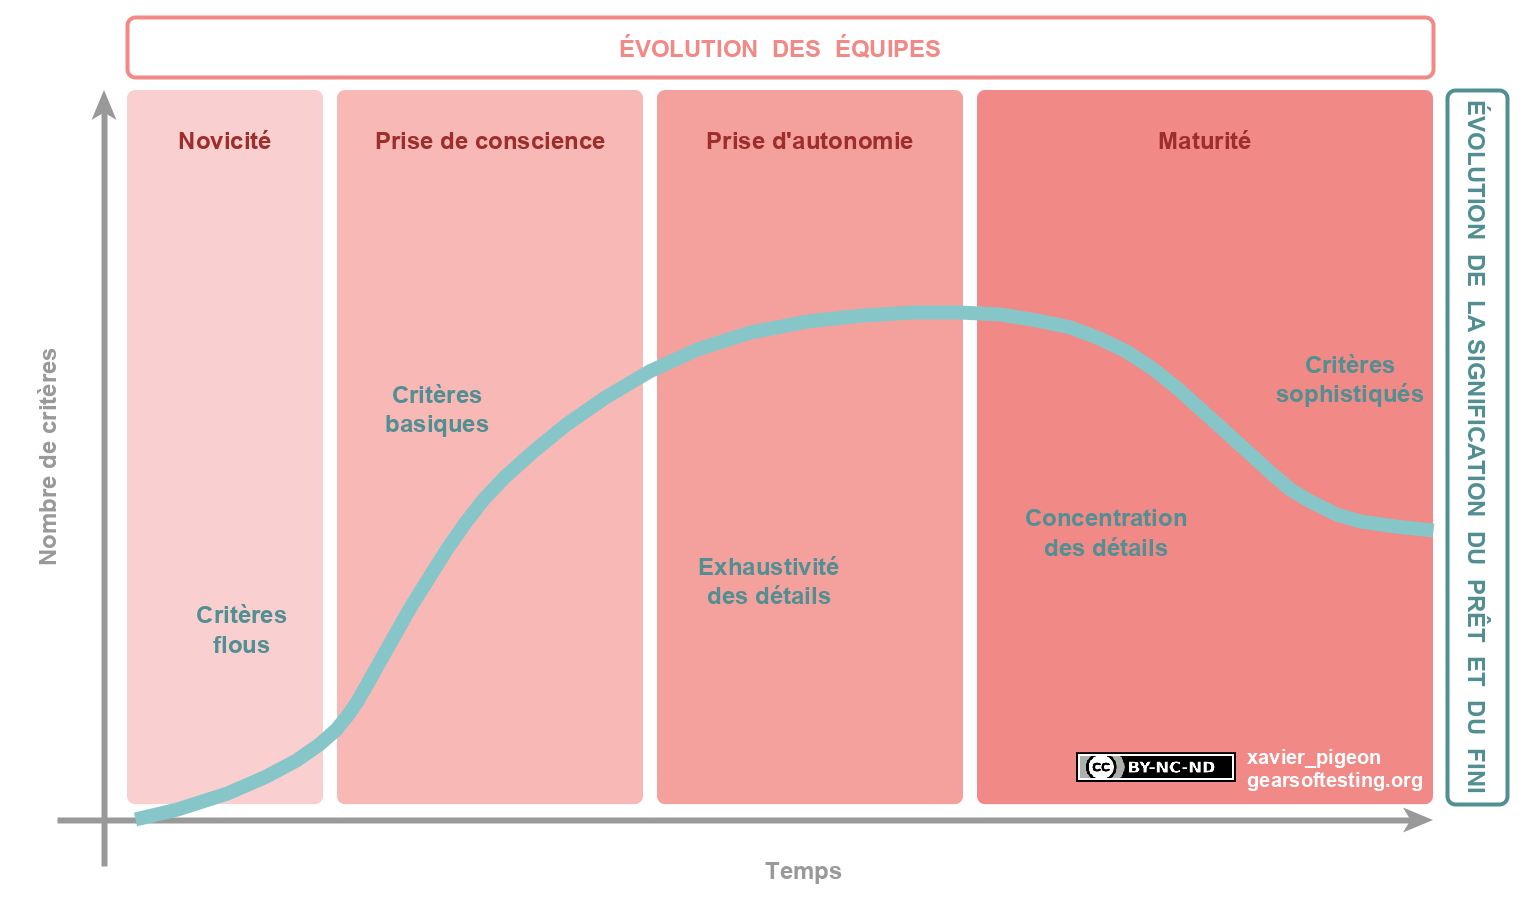 ÉVOLUTION DES ÉQUIPES
Novicité
Prise de conscience
Prise d'autonomie
Maturité
Nombre de critères
Critères
flous
Critères
basiques
Exhaustivité
des détails
Concentration
des détails
Critères
sophistiqués
ÉVOLUTION DE LA SIGNIFICATION DU PRÊT ET DU FINI
cc BY-NC-ND
xavier_pigeon
gearsoftesting.org
Temps